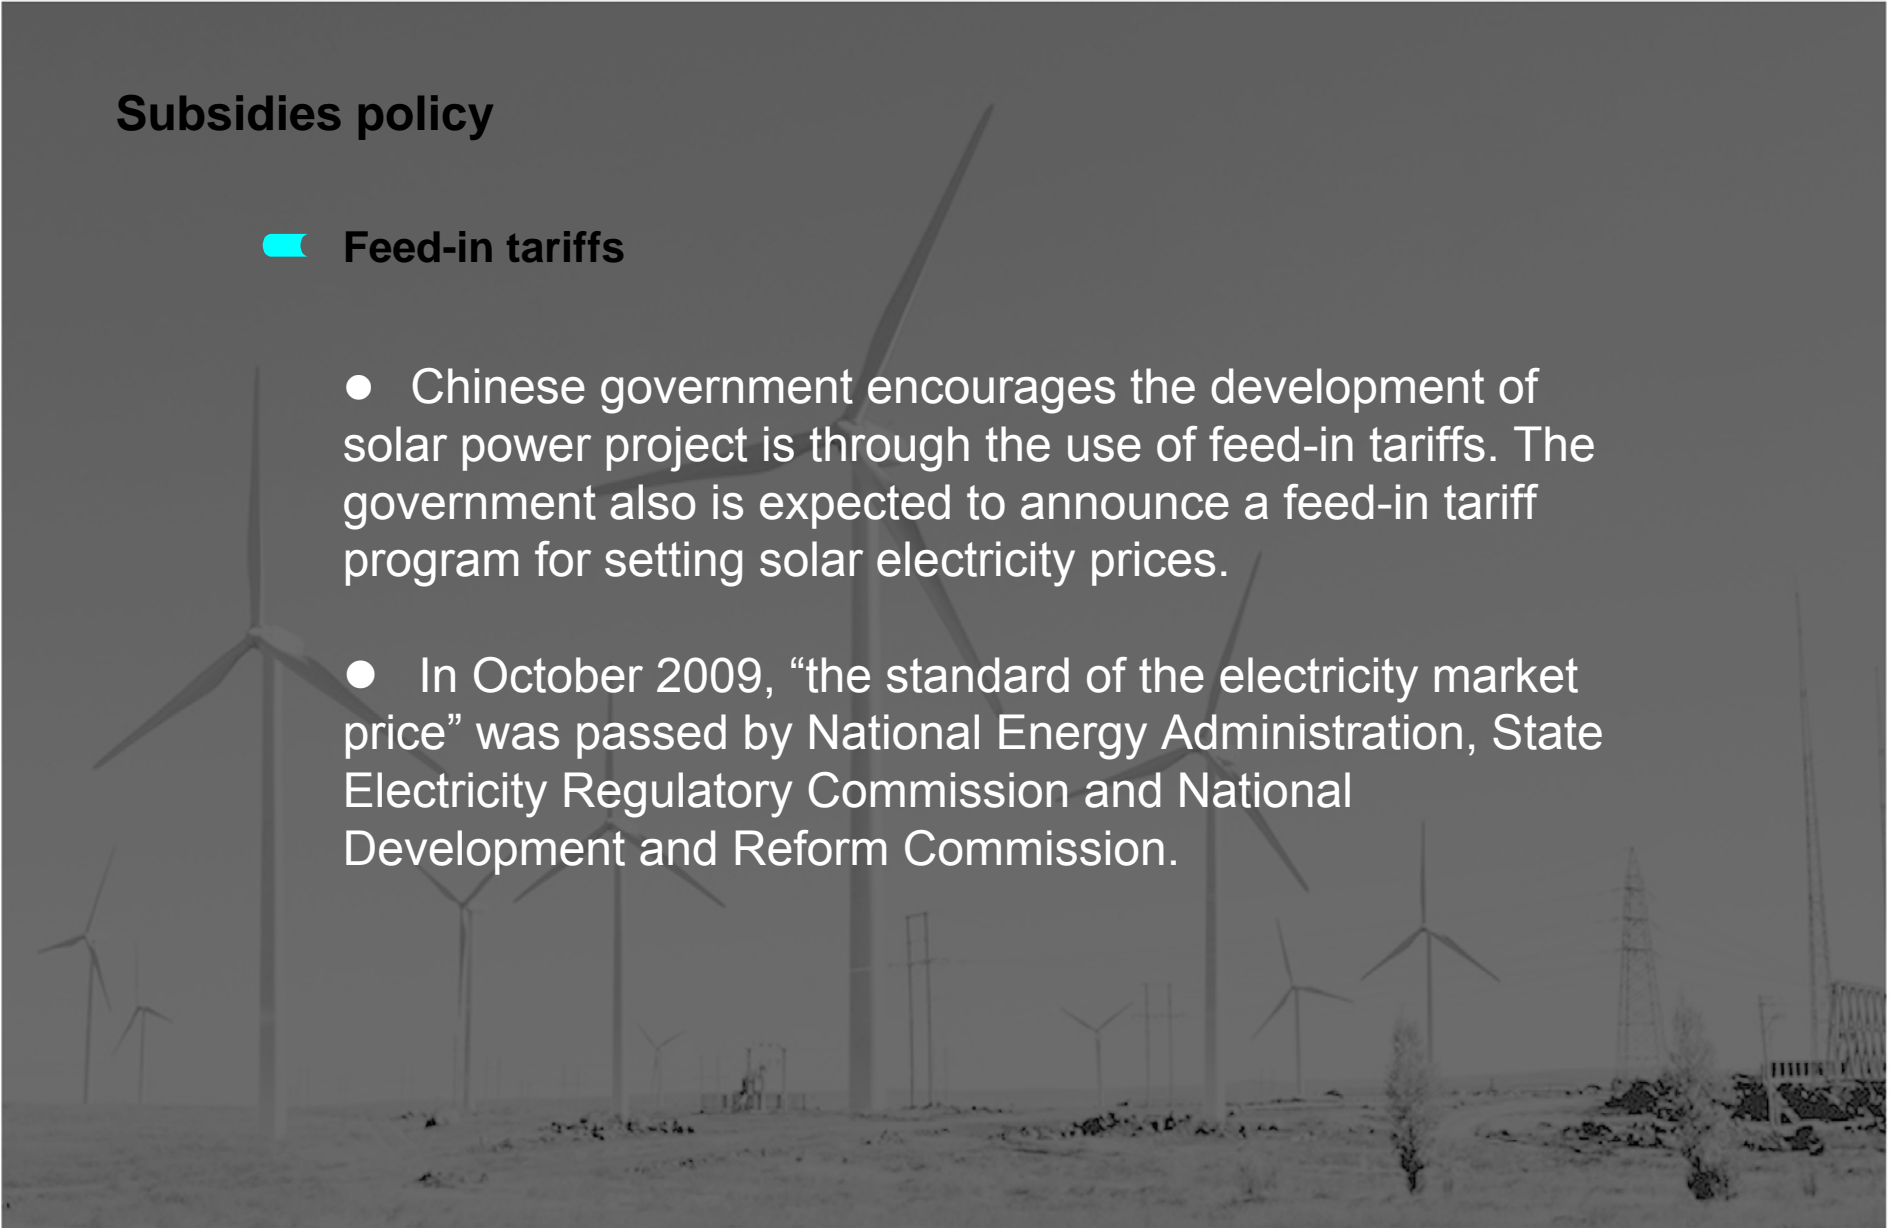 Subsidies policy
Feed-in tariffs
● Chinese government encourages the development of
solar power project is through the use of feed-in tariffs. The
government also is expected to announce a feed-in tariff
program for setting solar electricity prices.
● In October 2009, “the standard of the electricity market
price” was passed by National Energy Administration, State
Electricity Regulatory Commission and National
Development and Reform Commission.